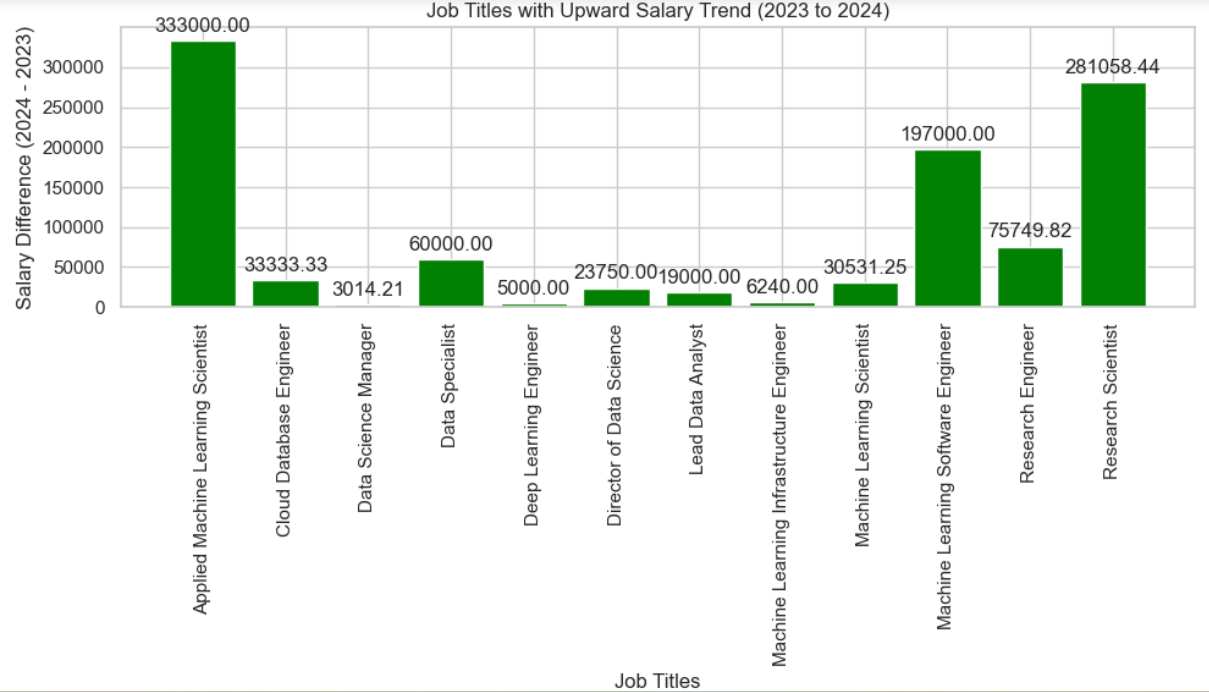 Job Titles with Upward Salary Trend (2023 to 2024)
Salary Difference (2024 - 2023)
300000
250000
200000
150000
100000
50000
0
333000.00
33333.33
3014.21
60000.00
5000.00
23750.00
19000.00
6240.00
30531.25
197000.00
75749.82
281058.44
Applied Machine Learning Scientist
Cloud Database Engineer
Data Science Manager
Data Specialist
Deep Learning Engineer
Director of Data Science
Lead Data Analyst
Machine Learning Infrastructure Engineer
Machine Learning Scientist
Machine Learning Software Engineer
Research Engineer
Research Scientist
Job Titles